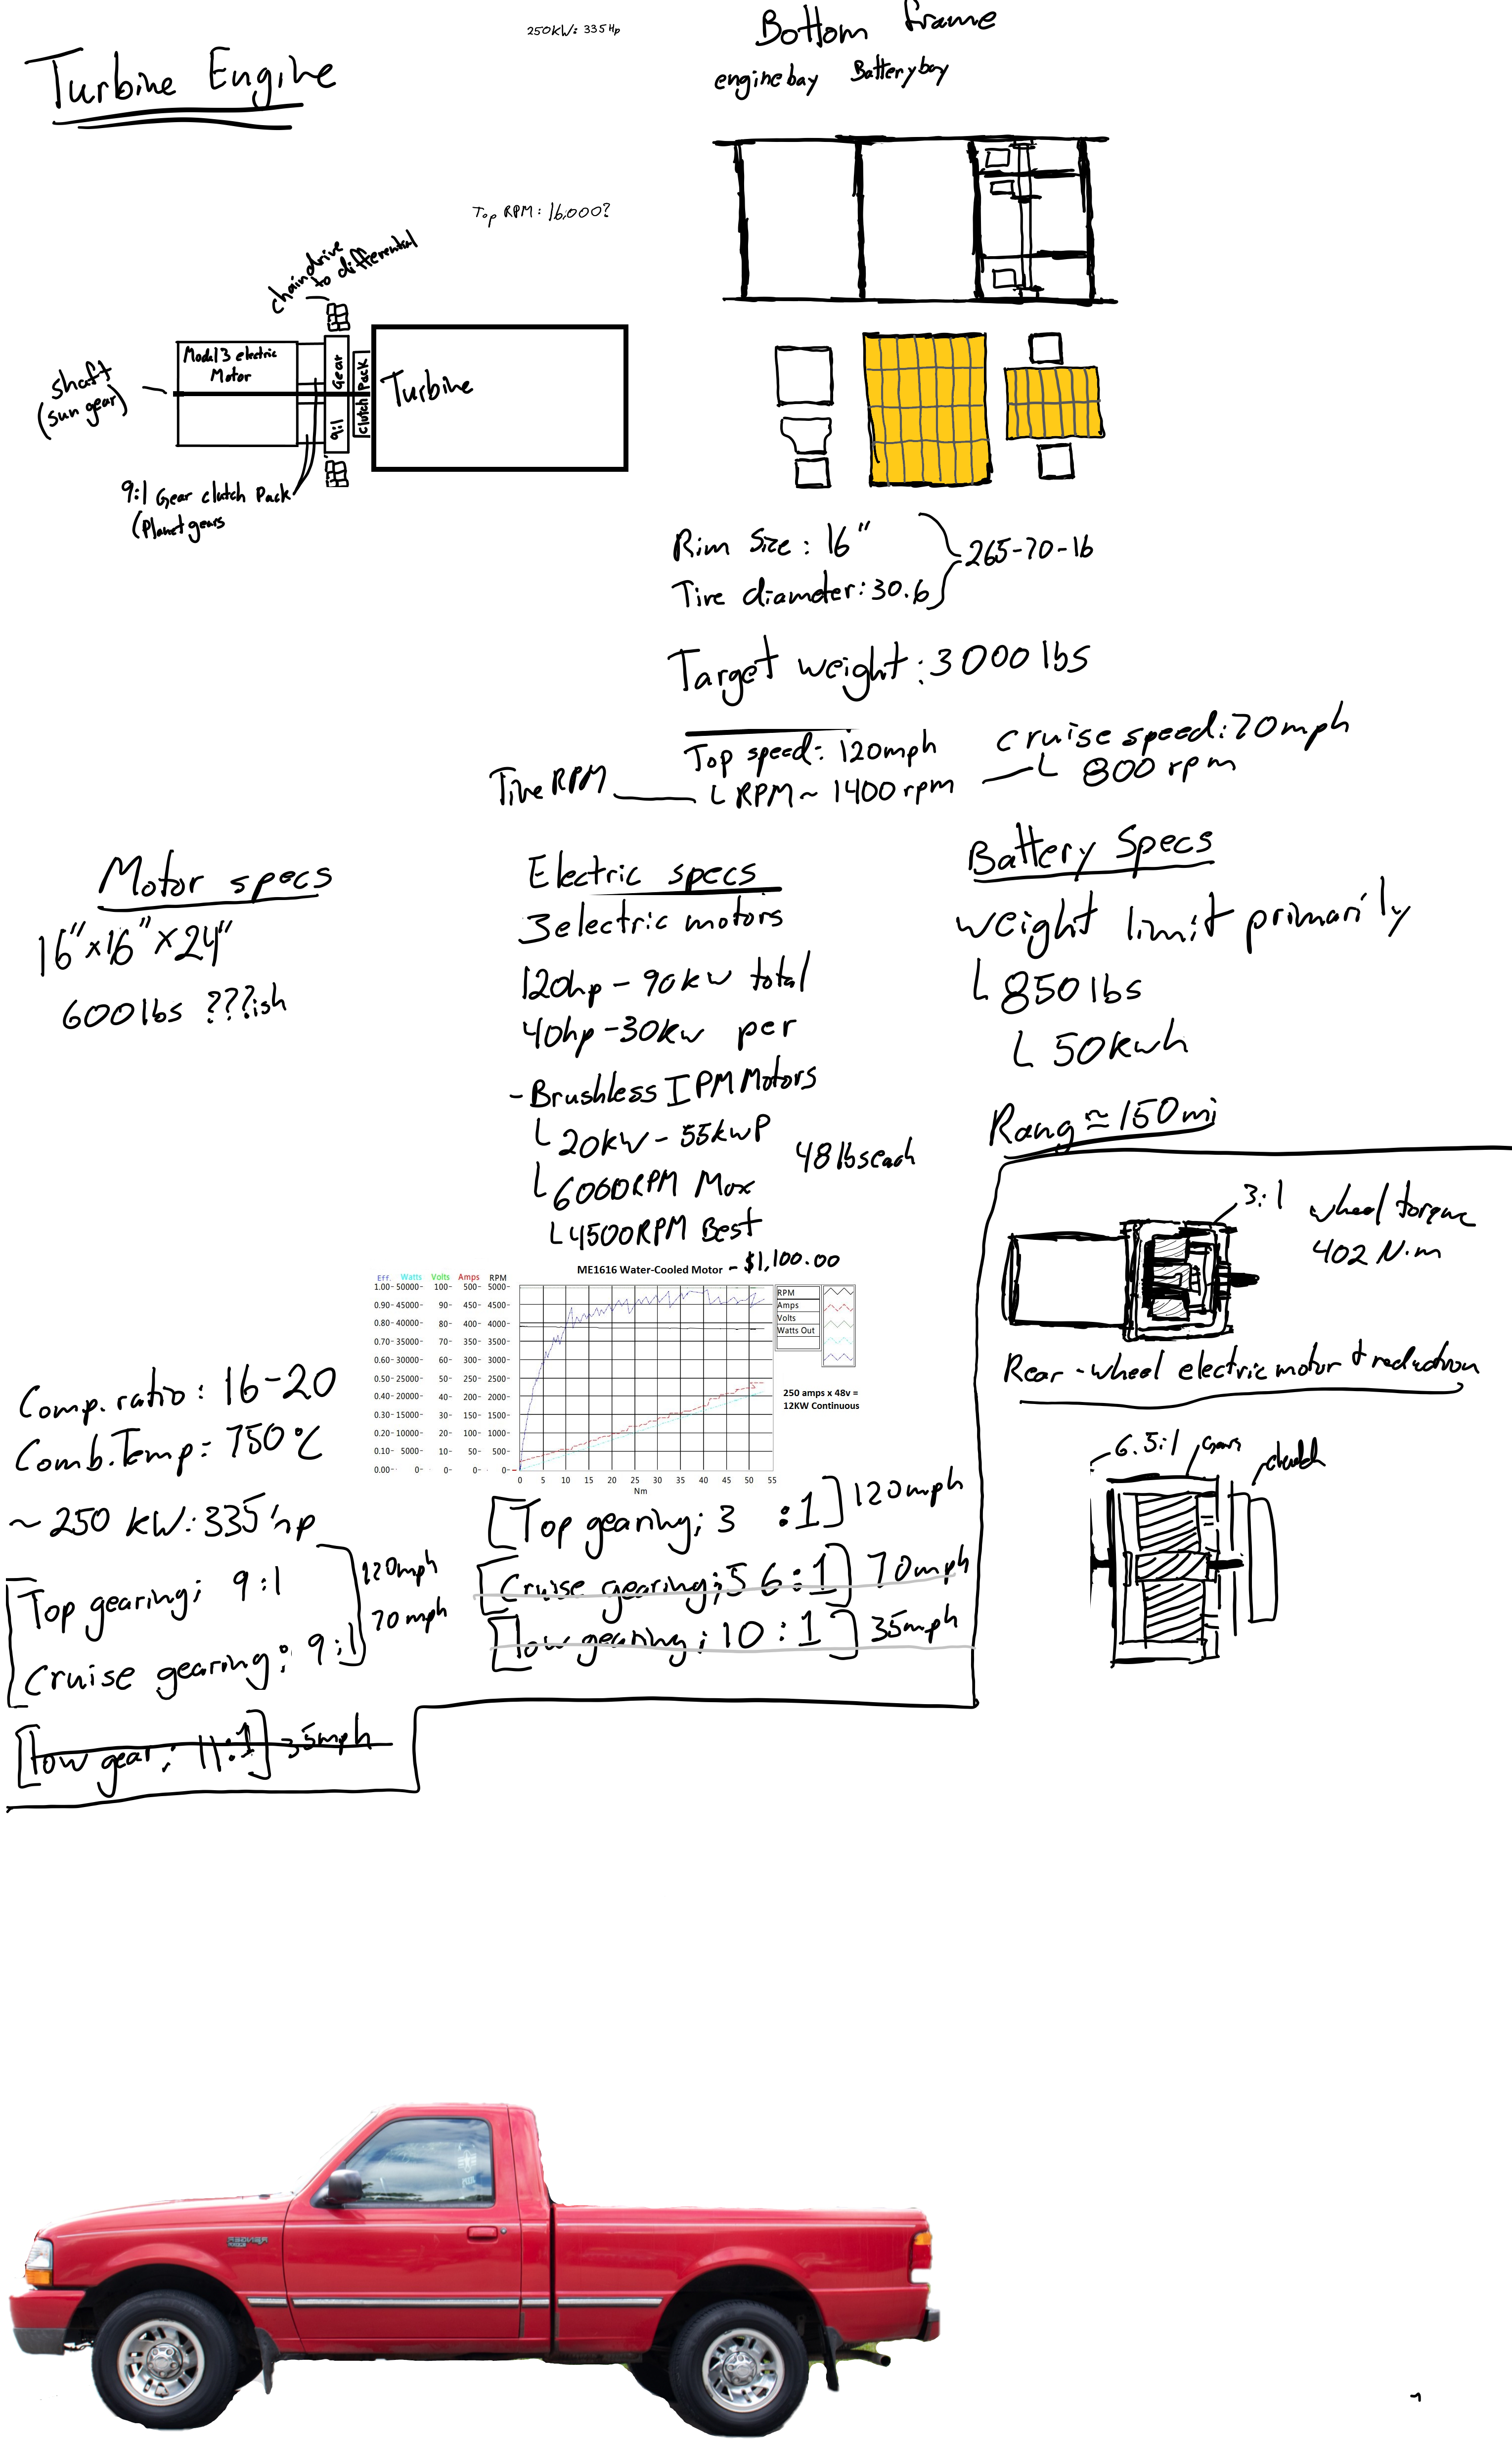 250kW: 335Hp
Bottom frame
engine bay Battery bay
Turbine Engine
Top RPM: 16,000?
chain drive
to differential
Model 3 electric
Motor
shaft
(sun gear)
Gear
9:1
Clutch Pack
Turbine
9:1 Gear clutch Pack
(Planet gears
Rim Size: 16"
Tire diameter: 30.6
265-70-16
Target weight: 3000 lbs
Top speed: 120mph
cruise speed: 70mph
Tire RPM
L RPM ~ 1400 rpm
L 800 rpm
Motor specs
16"x16"x24"
600 lbs ???ish
Electric specs
3 electric motors
120hp - 90kw total
40hp - 30kw per
- Brushless IPM Motors
L 20kW - 55kwP
48 lbs each
L 6000RPM Max
L 4500RPM Best
Battery Specs
weight limit primarily
L 850 lbs
L 50kwh
Rang ≈ 150mi
3:1 wheel torque
402 N·m
Rear-wheel electric motor + reduction
6.5:1 Gears
clutch
ME1616 Water-Cooled Motor - $1,100.00
Eff. Watts Volts Amps RPM
1.00 50000 100 500 5000
0.90 45000 90 450 4500
0.80 40000 80 400 4000
0.70 35000 70 350 3500
0.60 30000 60 300 3000
0.50 25000 50 250 2500
0.40 20000 40 200 2000
0.30 15000 30 150 1500
0.20 10000 20 100 1000
0.10 5000 10 50 500
0.00 0 0 0 0
0 5 10 15 20 25 30 35 40 45 50 55
Nm
RPM
Amps
Volts
Watts Out
250 amps x 48v =
12KW Continuous
Comp. ratio: 16-20
Comb. Temp = 750°C
~ 250 kW: 335 hp
Top gearing; 9:1
120mph
70 mph
Cruise gearing; 9:1
[low gear; 11:1] 35mph
[Top gearing; 3 :1] 120mph
[Cruise gearing; 5 6:1] 70mph
[low gearing; 10:1] 35mph